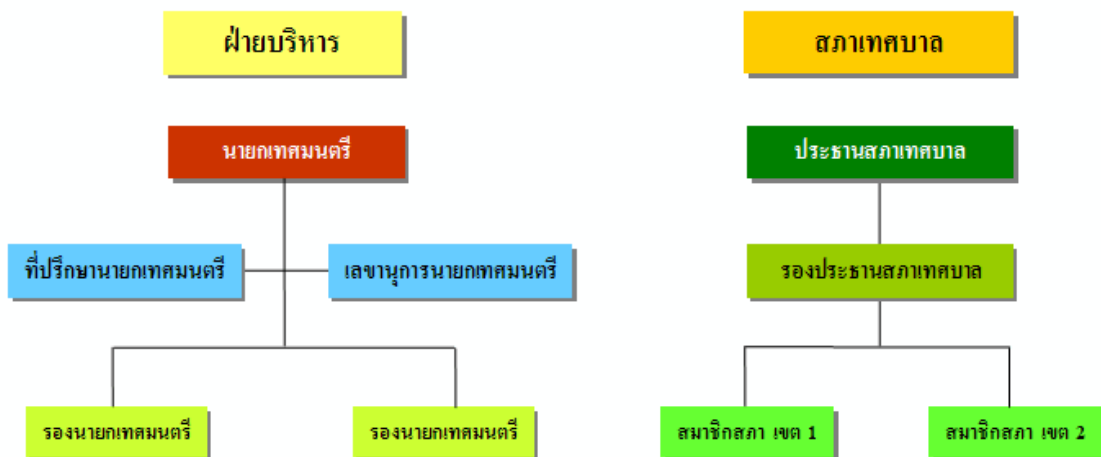 ฝ่ายบริหาร
สภาเทศบาล
นายกเทศมนตรี
ประธานสภาเทศบาล
ที่ปรึกษานายกเทศมนตรี
เลขานุการนายกเทศมนตรี
รองประธานสภาเทศบาล
รองนายกเทศมนตรี
รองนายกเทศมนตรี
สมาชิกสภา เขต 1
สมาชิกสภา เขต 2